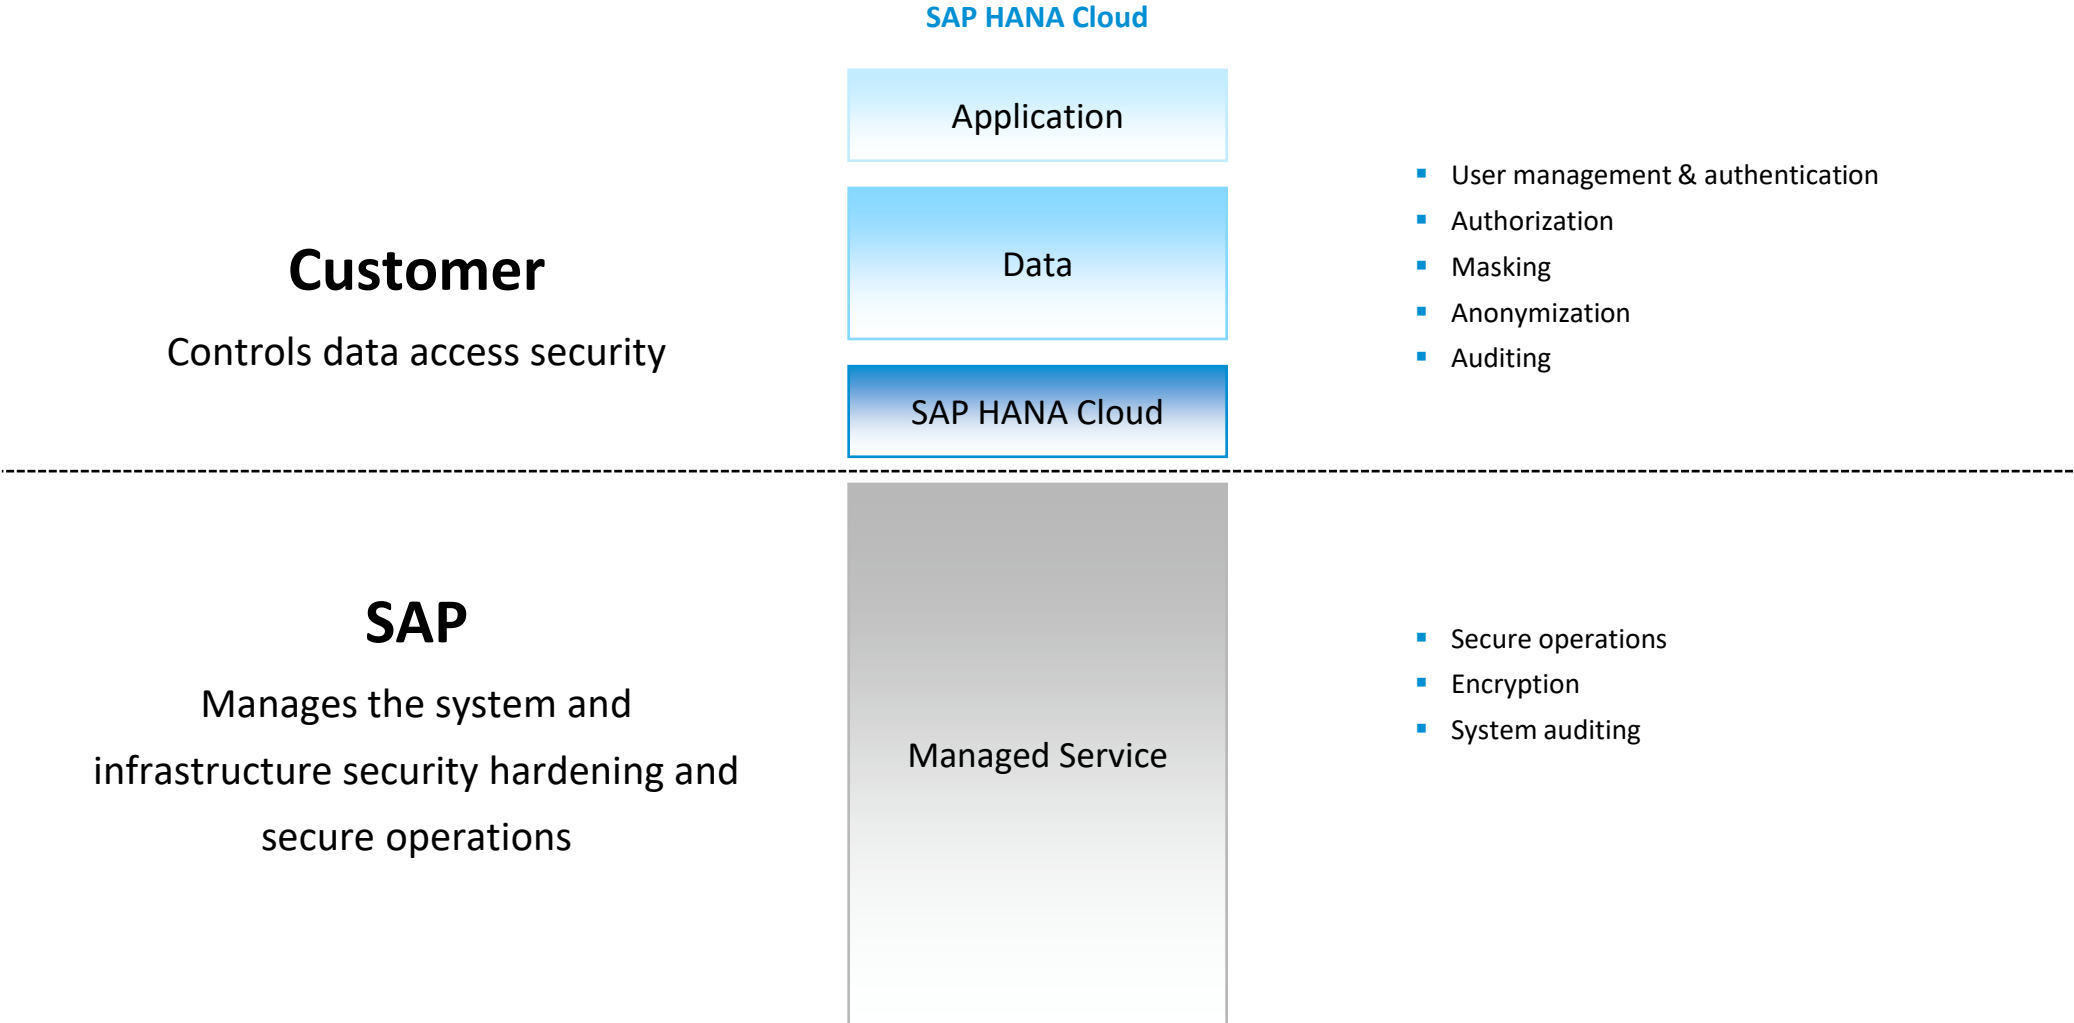 SAP HANA Cloud
Application
Data
SAP HANA Cloud
Customer
Controls data access security
User management & authentication
Authorization
Masking
Anonymization
Auditing
SAP
Manages the system and
infrastructure security hardening and
secure operations
Managed Service
Secure operations
Encryption
System auditing